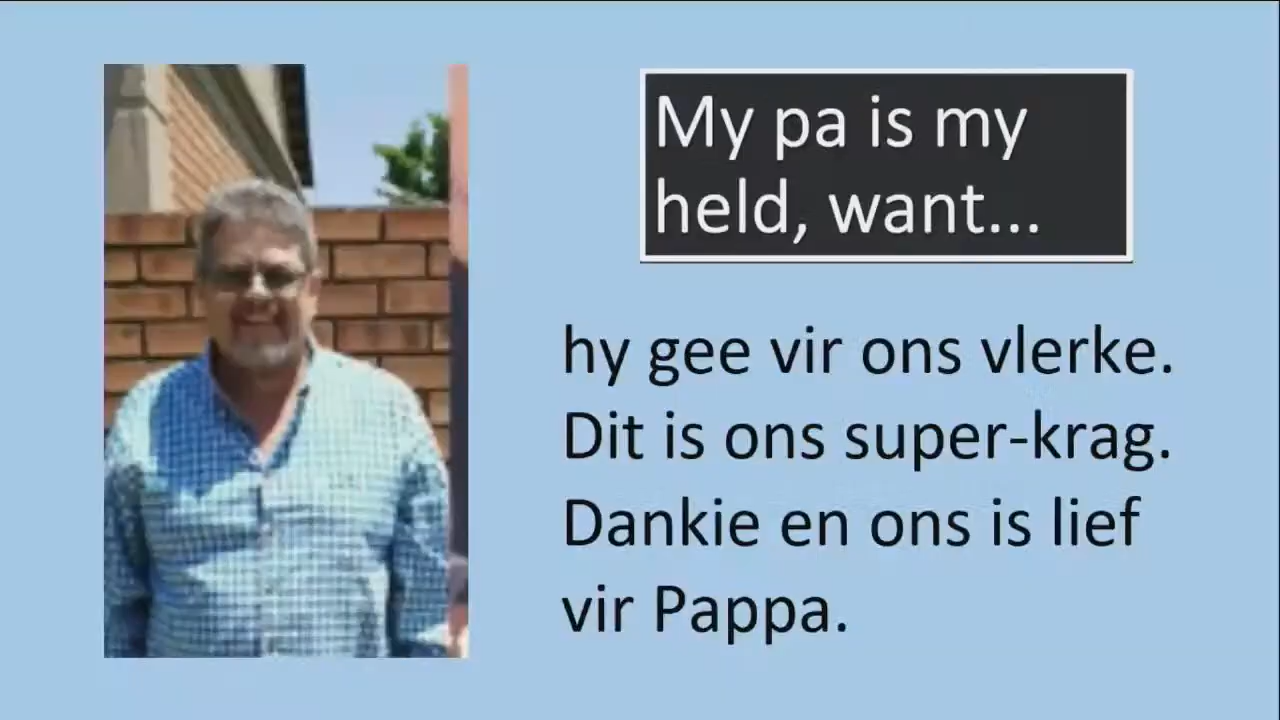 My pa is my
held, want...
hy gee vir ons vlerke.
Dit is ons super-krag.
Dankie en ons is lief
vir Pappa.